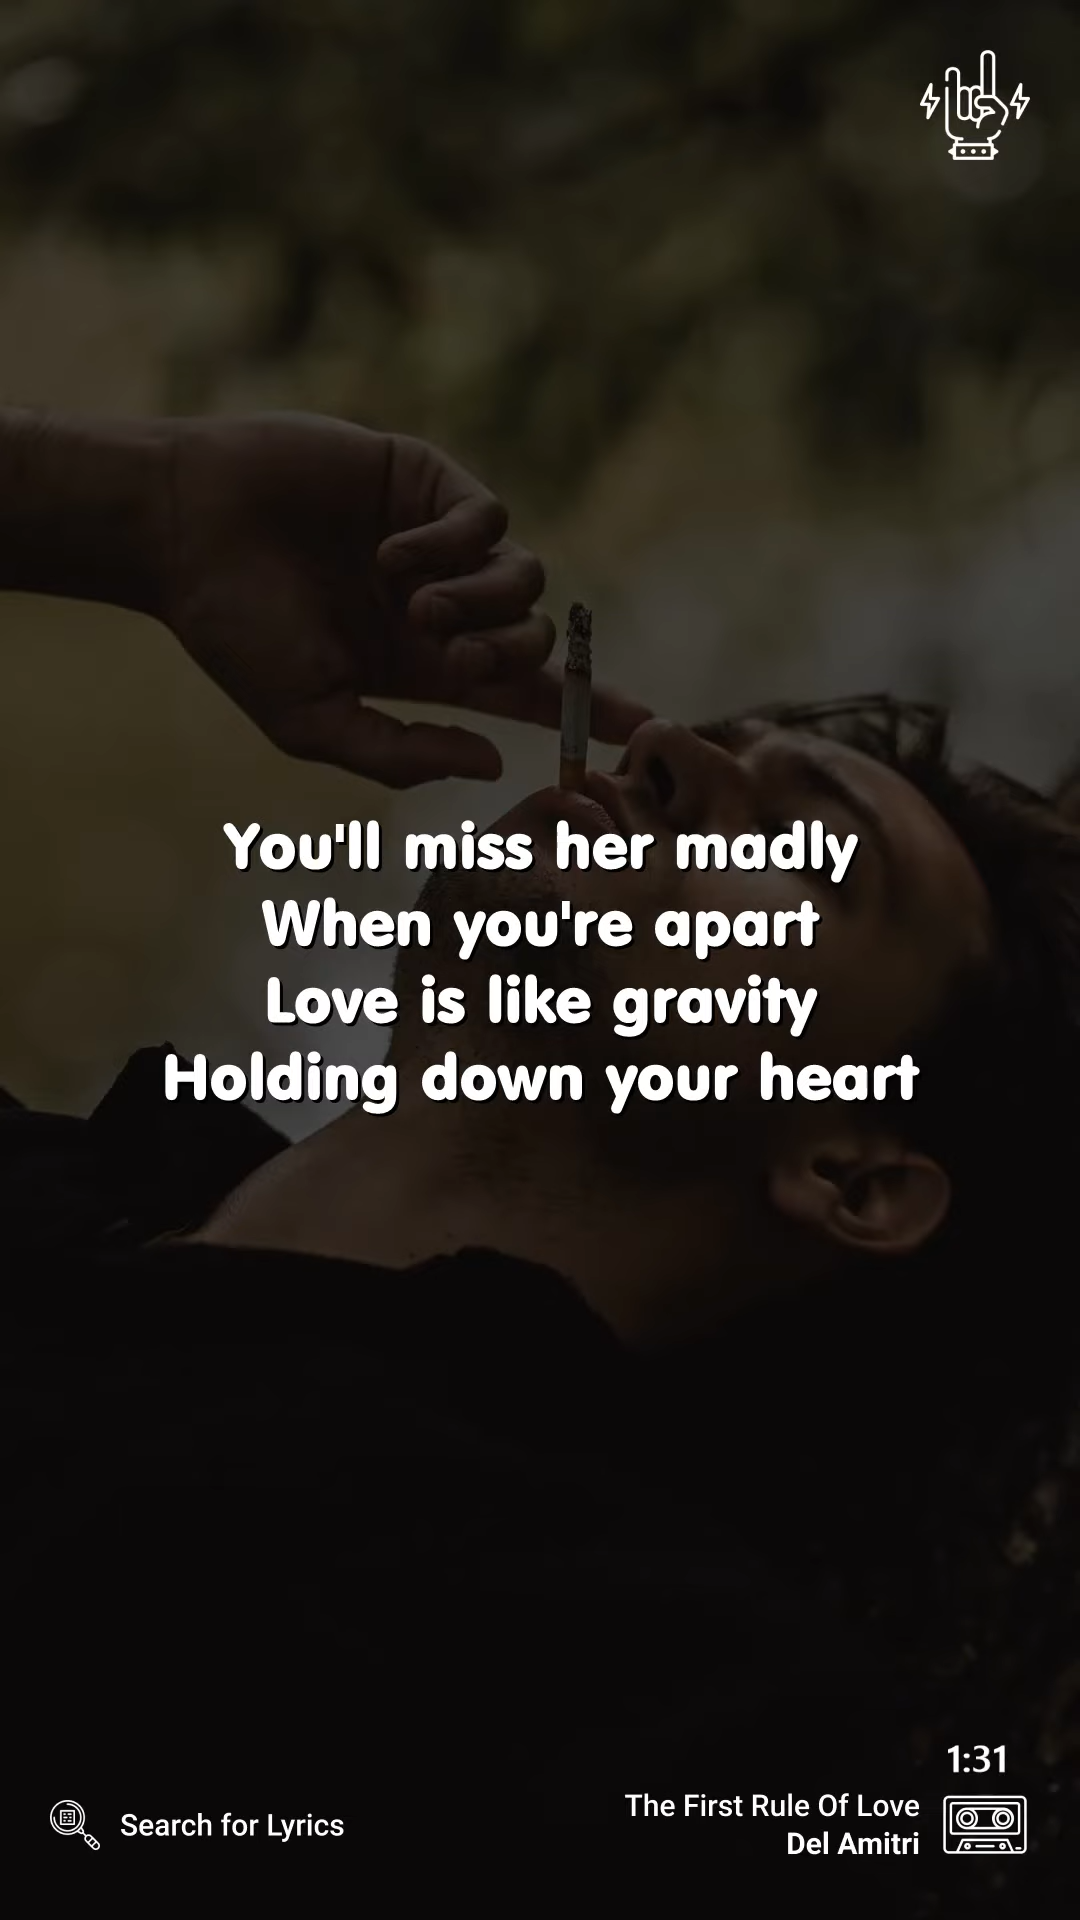 You'll miss her madly
When you're apart
Love is like gravity
Holding down your heart
1:31
Search for Lyrics
The First Rule Of Love
Del Amitri